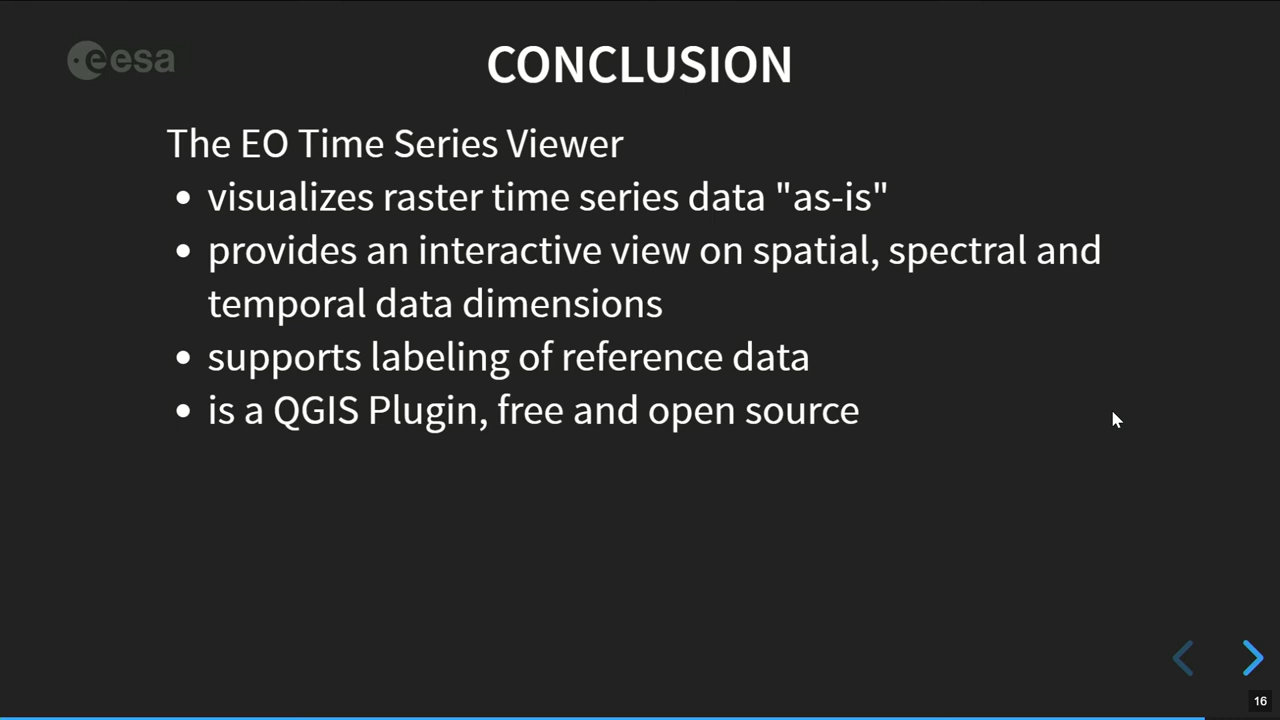 esa
CONCLUSION
The EO Time Series Viewer
• visualizes raster time series data "as-is"
• provides an interactive view on spatial, spectral and
temporal data dimensions
• supports labeling of reference data
• is a QGIS Plugin, free and open source
16